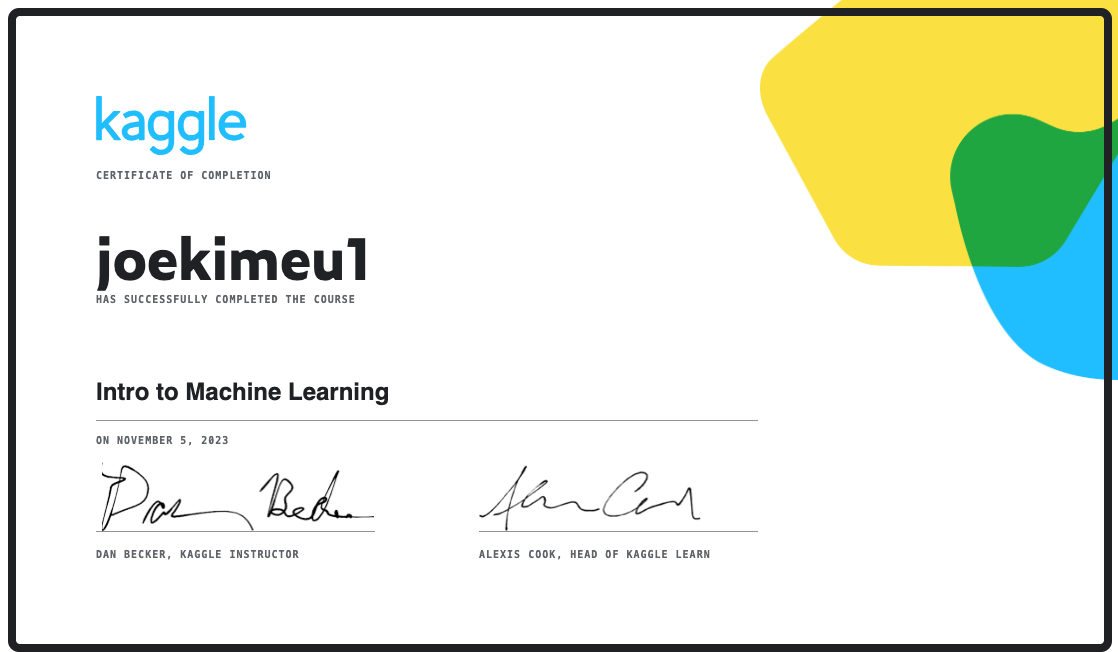 kaggle
CERTIFICATE OF COMPLETION
joekimeu1
HAS SUCCESSFULLY COMPLETED THE COURSE
Intro to Machine Learning
ON NOVEMBER 5, 2023
Dan Becker
Alexis Cook
DAN BECKER, KAGGLE INSTRUCTOR
ALEXIS COOK, HEAD OF KAGGLE LEARN